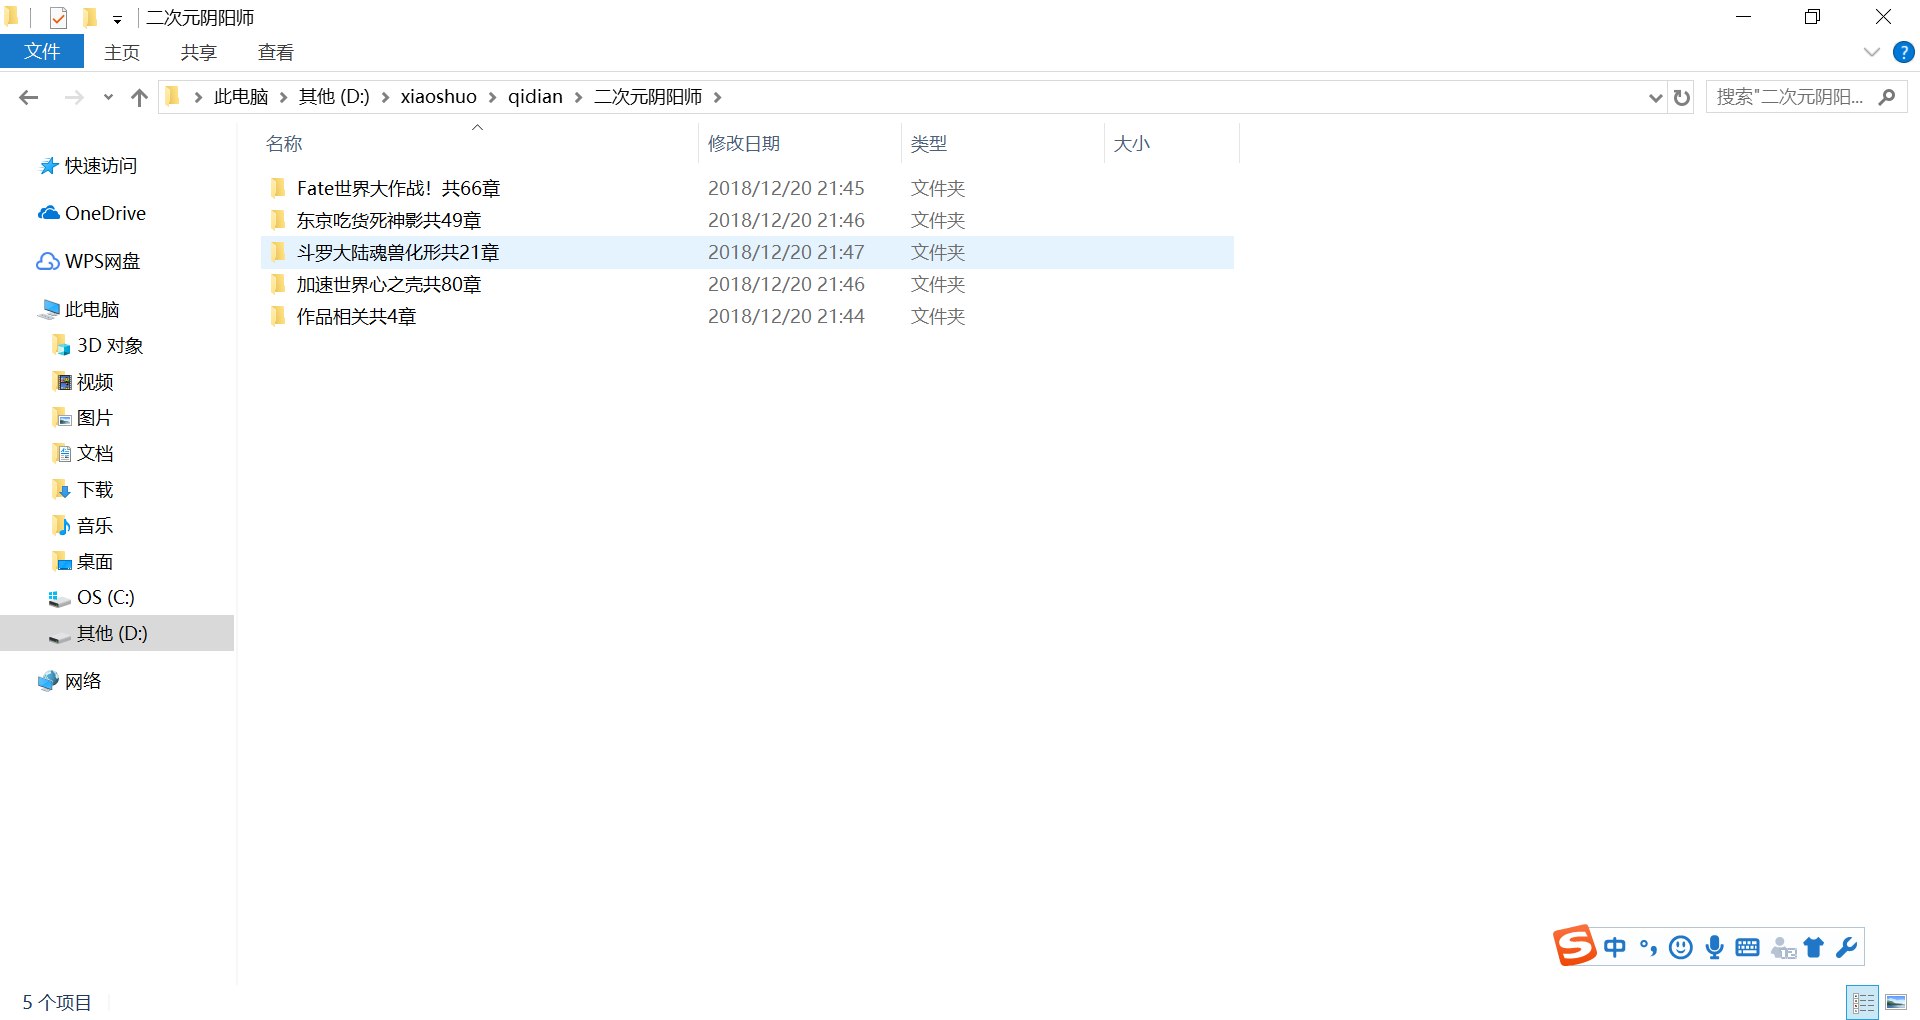 二次元阴阳师
文件 主页 共享 查看
此电脑 其他 (D:) xiaoshuo qidian 二次元阴阳师
搜索"二次元阴阳...
名称 修改日期 类型 大小
Fate世界大作战！共66章 2018/12/20 21:45 文件夹
东京吃货死神影共49章 2018/12/20 21:46 文件夹
斗罗大陆魂兽化形共21章 2018/12/20 21:47 文件夹
加速世界心之壳共80章 2018/12/20 21:46 文件夹
作品相关共4章 2018/12/20 21:44 文件夹
快速访问
OneDrive
WPS网盘
此电脑
3D 对象
视频
图片
文档
下载
音乐
桌面
OS (C:)
其他 (D:)
网络
S 中 °,
5 个项目